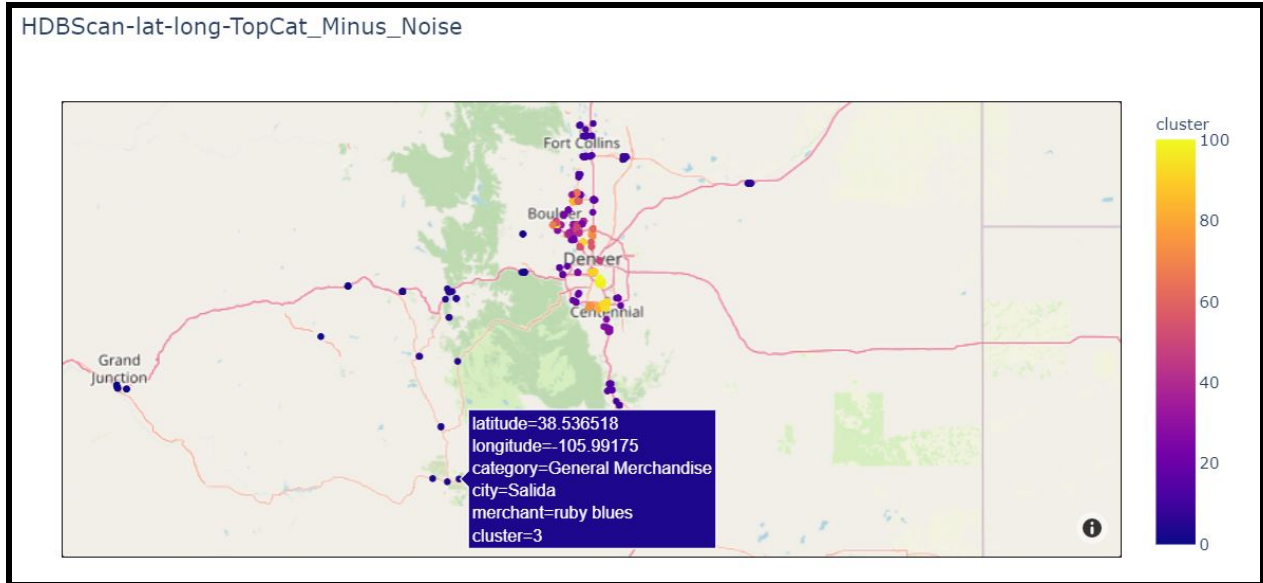 HDBScan-lat-long-TopCat_Minus_Noise
cluster
100
80
60
40
20
0
Fort Collins
Boulder
Denver
Centennial
Grand
Junction
latitude=38.536518
longitude=-105.99175
category=General Merchandise
city=Salida
merchant=ruby blues
cluster=3